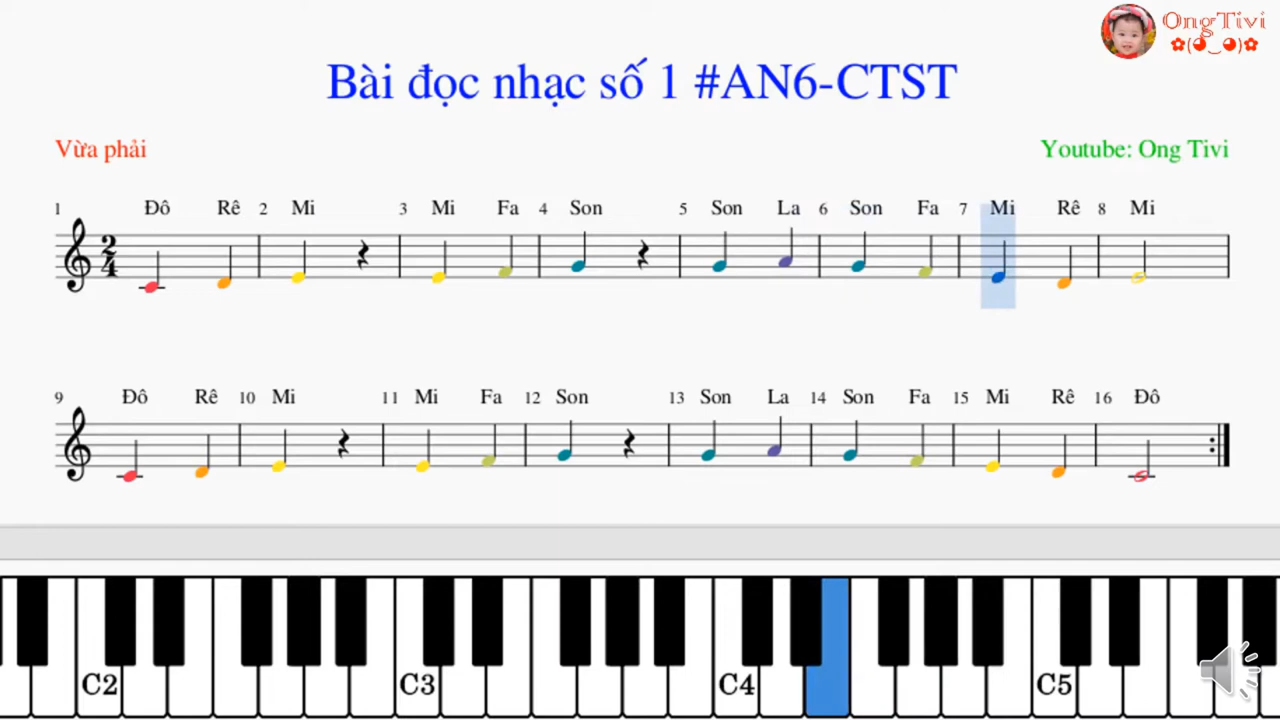 OngTivi
✿(◕‿◕)✿
Bài đọc nhạc số 1 #AN6-CTST
Vừa phải
Youtube: Ong Tivi
1 Đô Rê 2 Mi 3 Mi Fa 4 Son 5 Son La 6 Son Fa 7 Mi Rê 8 Mi
2
4
9 Đô Rê 10 Mi 11 Mi Fa 12 Son 13 Son La 14 Son Fa 15 Mi Rê 16 Đô
C2 C3 C4 C5